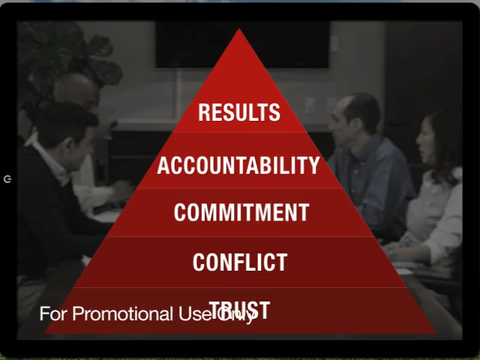 RESULTS
ACCOUNTABILITY
COMMITMENT
CONFLICT
TRUST
For Promotional Use Only